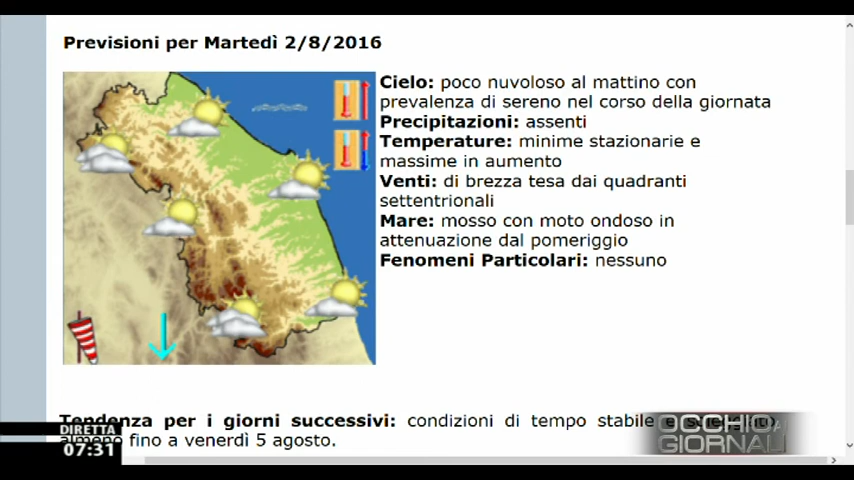 Previsioni per Martedì 2/8/2016
Cielo: poco nuvoloso al mattino con
prevalenza di sereno nel corso della giornata
Precipitazioni: assenti
Temperature: minime stazionarie e
massime in aumento
Venti: di brezza tesa dai quadranti
settentrionali
Mare: mosso con moto ondoso in
attenuazione dal pomeriggio
Fenomeni Particolari: nessuno
Tendenza per i giorni successivi: condizioni di tempo stabile e soleggiato
almeno fino a venerdì 5 agosto.
DIRETTA
07:31
OCCHIO AI
GIORNALI